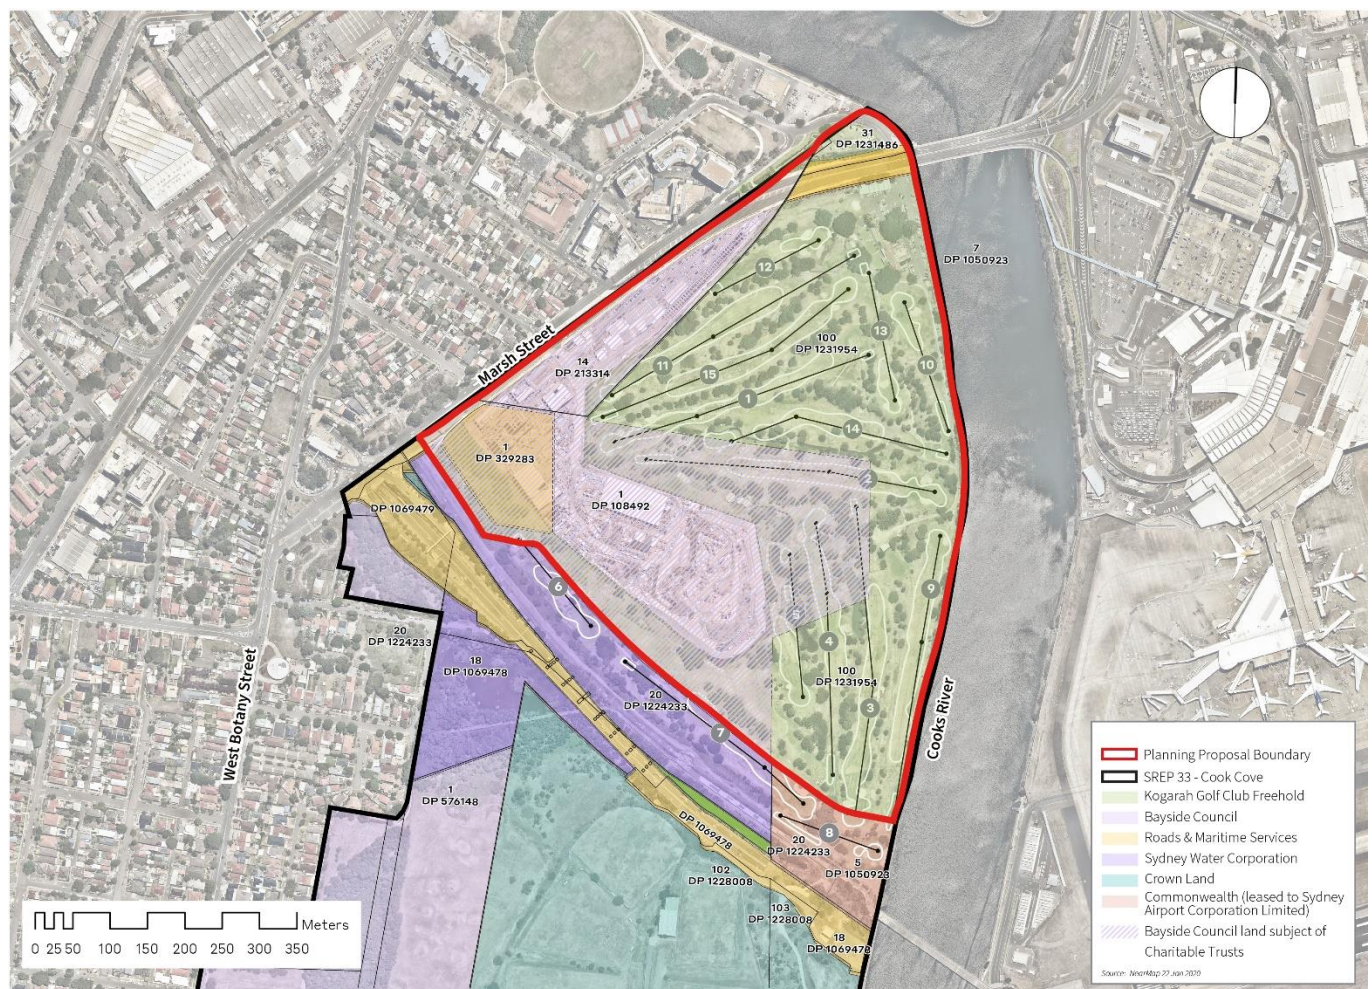 31
DP 1231486
7
DP 1050923
12
13
10
100
DP 1231954
11
15
1
14
Marsh Street
14
DP 213314
1
DP 329283
2
1
DP 108492
DP 1069479
6
5
9
4
20
DP 1224233
18
DP 1069478
100
DP 1231954
3
20
DP 1224233
7
West Botany Street
Cooks River
1
DP 576148
DP 1069478
8
20
DP 1224233
5
DP 1050923
102
DP 1228008
103
DP 1228008
18
DP 1069478
Meters
0 25 50 100 150 200 250 300 350
Planning Proposal Boundary
SREP 33 - Cook Cove
Kogarah Golf Club Freehold
Bayside Council
Roads & Maritime Services
Sydney Water Corporation
Crown Land
Commonwealth (leased to Sydney
Airport Corporation Limited)
Bayside Council land subject of
Charitable Trusts
Source: NearMap 22 Jan 2020